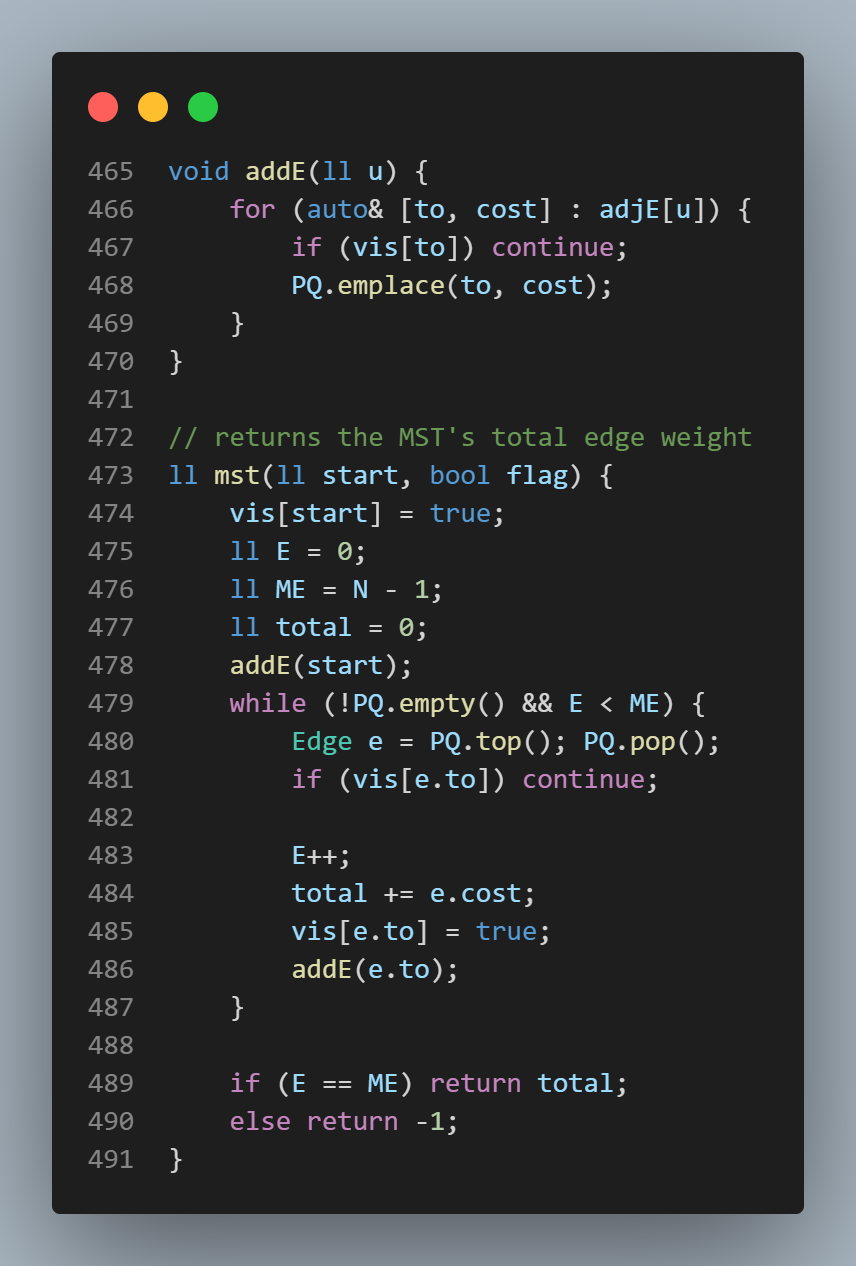 465 void addE(ll u) {
466     for (auto& [to, cost] : adjE[u]) {
467         if (vis[to]) continue;
468         PQ.emplace(to, cost);
469     }
470 }
471
472 // returns the MST's total edge weight
473 ll mst(ll start, bool flag) {
474     vis[start] = true;
475     ll E = 0;
476     ll ME = N - 1;
477     ll total = 0;
478     addE(start);
479     while (!PQ.empty() && E < ME) {
480         Edge e = PQ.top(); PQ.pop();
481         if (vis[e.to]) continue;
482
483         E++;
484         total += e.cost;
485         vis[e.to] = true;
486         addE(e.to);
487     }
488
489     if (E == ME) return total;
490     else return -1;
491 }